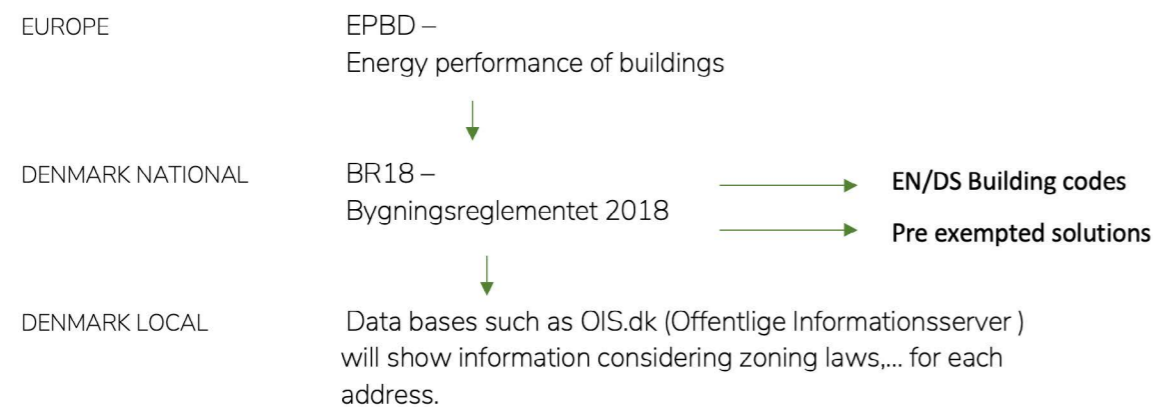 EUROPE
EPBD –
Energy performance of buildings
DENMARK NATIONAL
BR18 –
Bygningsreglementet 2018
EN/DS Building codes
Pre exempted solutions
DENMARK LOCAL
Data bases such as OIS.dk (Offentlige Informationsserver )
will show information considering zoning laws,... for each
address.